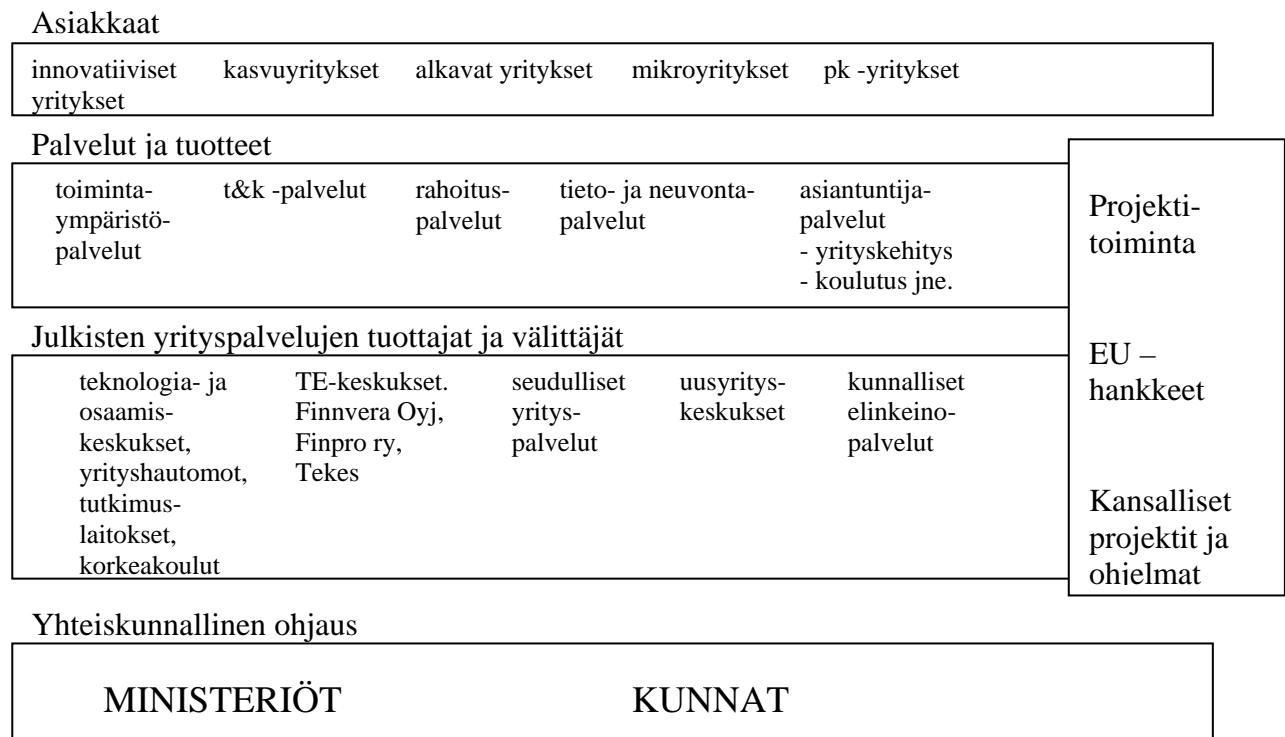 Asiakkaat
innovatiiviset
yritykset
kasvuyritykset
alkavat yritykset
mikroyritykset
pk -yritykset
Palvelut ja tuotteet
toiminta-
ympäristö-
palvelut
t&k -palvelut
rahoitus-
palvelut
tieto- ja neuvonta-
palvelut
asiantuntija-
palvelut
- yrityskehitys
- koulutus jne.
Julkisten yrityspalvelujen tuottajat ja välittäjät
teknologia- ja
osaamis-
keskukset,
yrityshautomot,
tutkimus-
laitokset,
korkeakoulut
TE-keskukset.
Finnvera Oyj,
Finpro ry,
Tekes
seudulliset
yritys-
palvelut
uusyritys-
keskukset
kunnalliset
elinkeino-
palvelut
Projekti-
toiminta
EU –
hankkeet
Kansalliset
projektit ja
ohjelmat
Yhteiskunnallinen ohjaus
MINISTERIÖT
KUNNAT